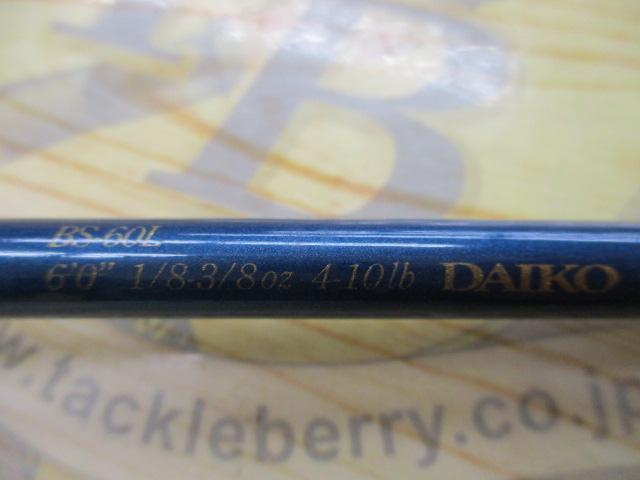 B
BS-60L
6'0" 1/8-3/8oz 4-10lb DAIKO
www.tackleberry.co.jp